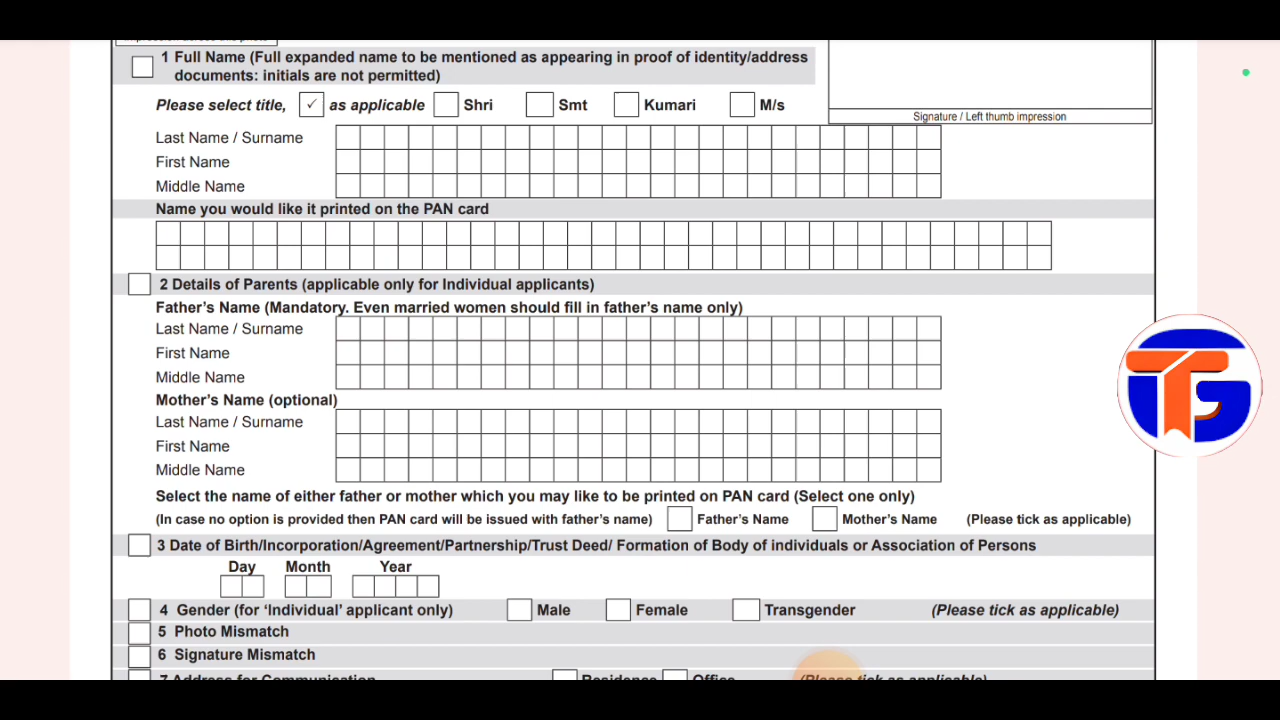 1 Full Name (Full expanded name to be mentioned as appearing in proof of identity/address
documents: initials are not permitted)
Please select title, ✓ as applicable Shri Smt Kumari M/s
Signature / Left thumb impression
Last Name / Surname
First Name
Middle Name
Name you would like it printed on the PAN card
2 Details of Parents (applicable only for Individual applicants)
Father's Name (Mandatory. Even married women should fill in father's name only)
Last Name / Surname
First Name
Middle Name
Mother's Name (optional)
Last Name / Surname
First Name
Middle Name
Select the name of either father or mother which you may like to be printed on PAN card (Select one only)
(In case no option is provided then PAN card will be issued with father's name) Father's Name Mother's Name (Please tick as applicable)
3 Date of Birth/Incorporation/Agreement/Partnership/Trust Deed/ Formation of Body of individuals or Association of Persons
Day Month Year
4 Gender (for 'Individual' applicant only) Male Female Transgender (Please tick as applicable)
5 Photo Mismatch
6 Signature Mismatch
7 Address for Communication Residence Office (Please tick as applicable)
TG